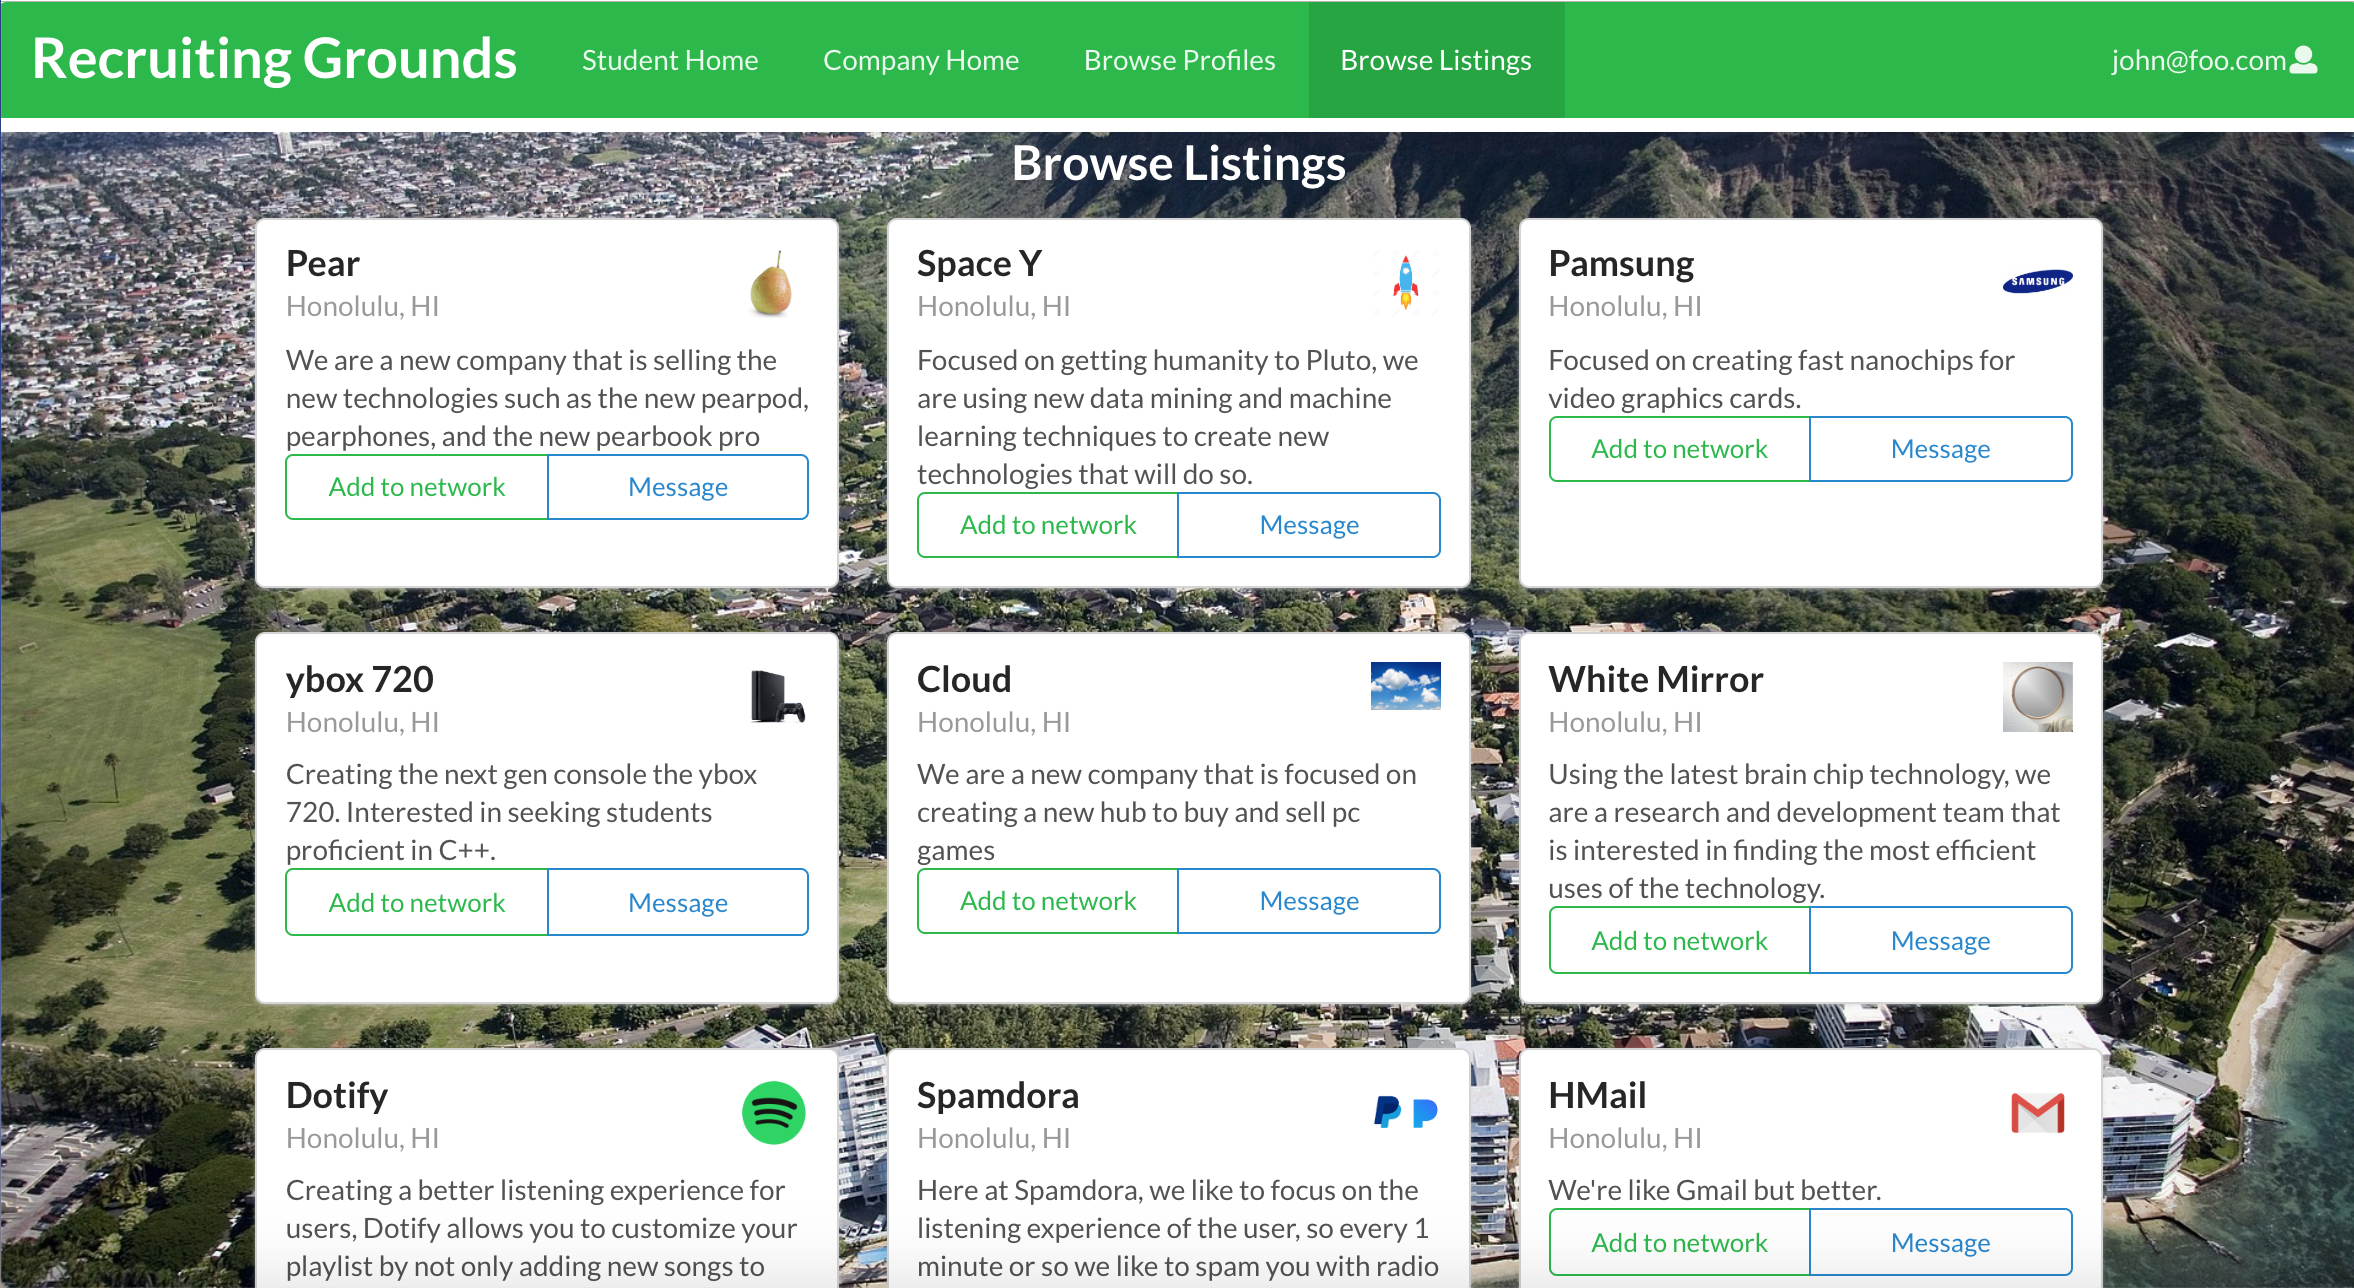 Recruiting Grounds
Student Home
Company Home
Browse Profiles
Browse Listings
john@foo.com
Browse Listings
Pear
Honolulu, HI
We are a new company that is selling the
new technologies such as the new pearpod,
pearphones, and the new pearbook pro
Add to network
Message
Space Y
Honolulu, HI
Focused on getting humanity to Pluto, we
are using new data mining and machine
learning techniques to create new
technologies that will do so.
Add to network
Message
Pamsung
SAMSUNG
Honolulu, HI
Focused on creating fast nanochips for
video graphics cards.
Add to network
Message
ybox 720
Honolulu, HI
Creating the next gen console the ybox
720. Interested in seeking students
proficient in C++.
Add to network
Message
Cloud
Honolulu, HI
We are a new company that is focused on
creating a new hub to buy and sell pc
games
Add to network
Message
White Mirror
Honolulu, HI
Using the latest brain chip technology, we
are a research and development team that
is interested in finding the most efficient
uses of the technology.
Add to network
Message
Dotify
Honolulu, HI
Creating a better listening experience for
users, Dotify allows you to customize your
playlist by not only adding new songs to
Spamdora
Honolulu, HI
Here at Spamdora, we like to focus on the
listening experience of the user, so every 1
minute or so we like to spam you with radio
HMail
Honolulu, HI
We're like Gmail but better.
Add to network
Message